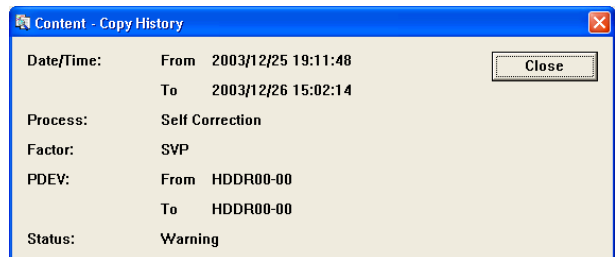 Content - Copy History
Date/Time: From 2003/12/25 19:11:48
Close
To 2003/12/26 15:02:14
Process: Self Correction
Factor: SVP
PDEV: From HDDR00-00
To HDDR00-00
Status: Warning